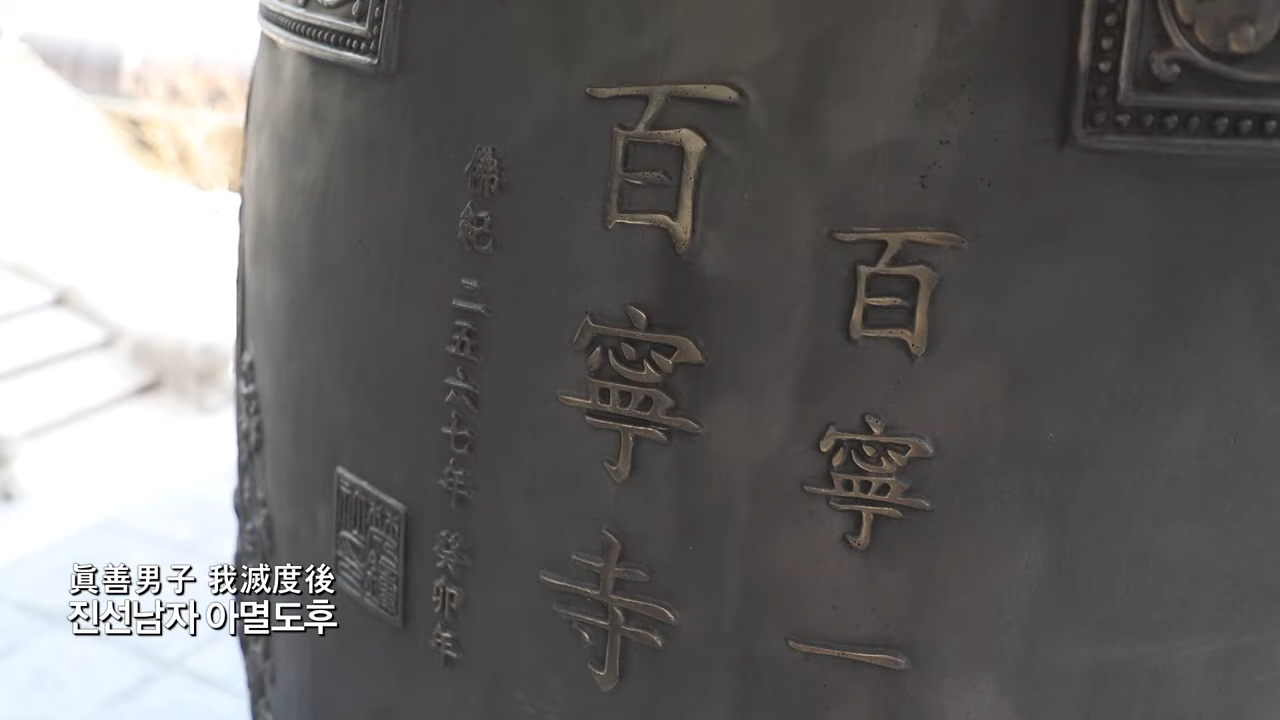 百寧一
百寧寺
佛紀 二五六七年 癸卯年
眞善男子 我滅度後
진선남자 아멸도후